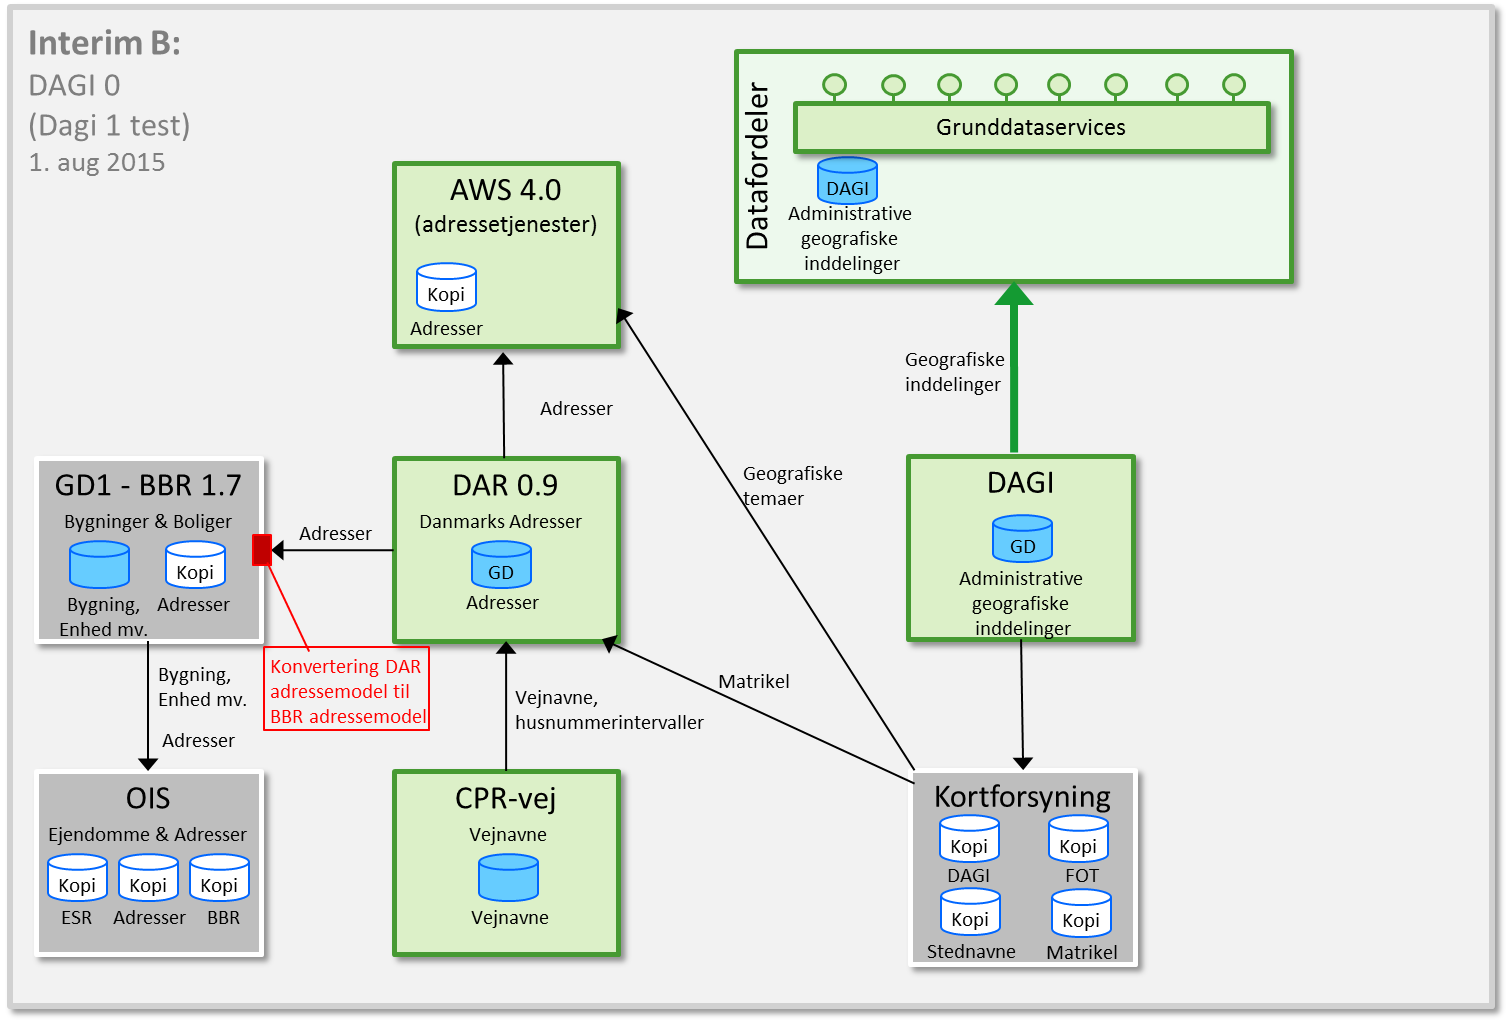 Interim B:
DAGI 0
(Dagi 1 test)
1. aug 2015
Datafordeler
Grunddataservices
DAGI
Administrative
geografiske
inddelinger
AWS 4.0
(adressetjenester)
Kopi
Adresser
Geografiske
inddelinger
Adresser
Geografiske
temaer
GD1 - BBR 1.7
Bygninger & Boliger
Kopi
Bygning,
Enhed mv.
Adresser
Adresser
DAR 0.9
Danmarks Adresser
GD
Adresser
DAGI
GD
Administrative
geografiske
inddelinger
Konvertering DAR
adressemodel til
BBR adressemodel
Bygning,
Enhed mv.
Adresser
Vejnavne,
husnummerintervaller
Matrikel
OIS
Ejendomme & Adresser
Kopi
ESR
Kopi
Adresser
Kopi
BBR
CPR-vej
Vejnavne
Vejnavne
Kortforsyning
Kopi
DAGI
Kopi
FOT
Kopi
Stednavne
Kopi
Matrikel